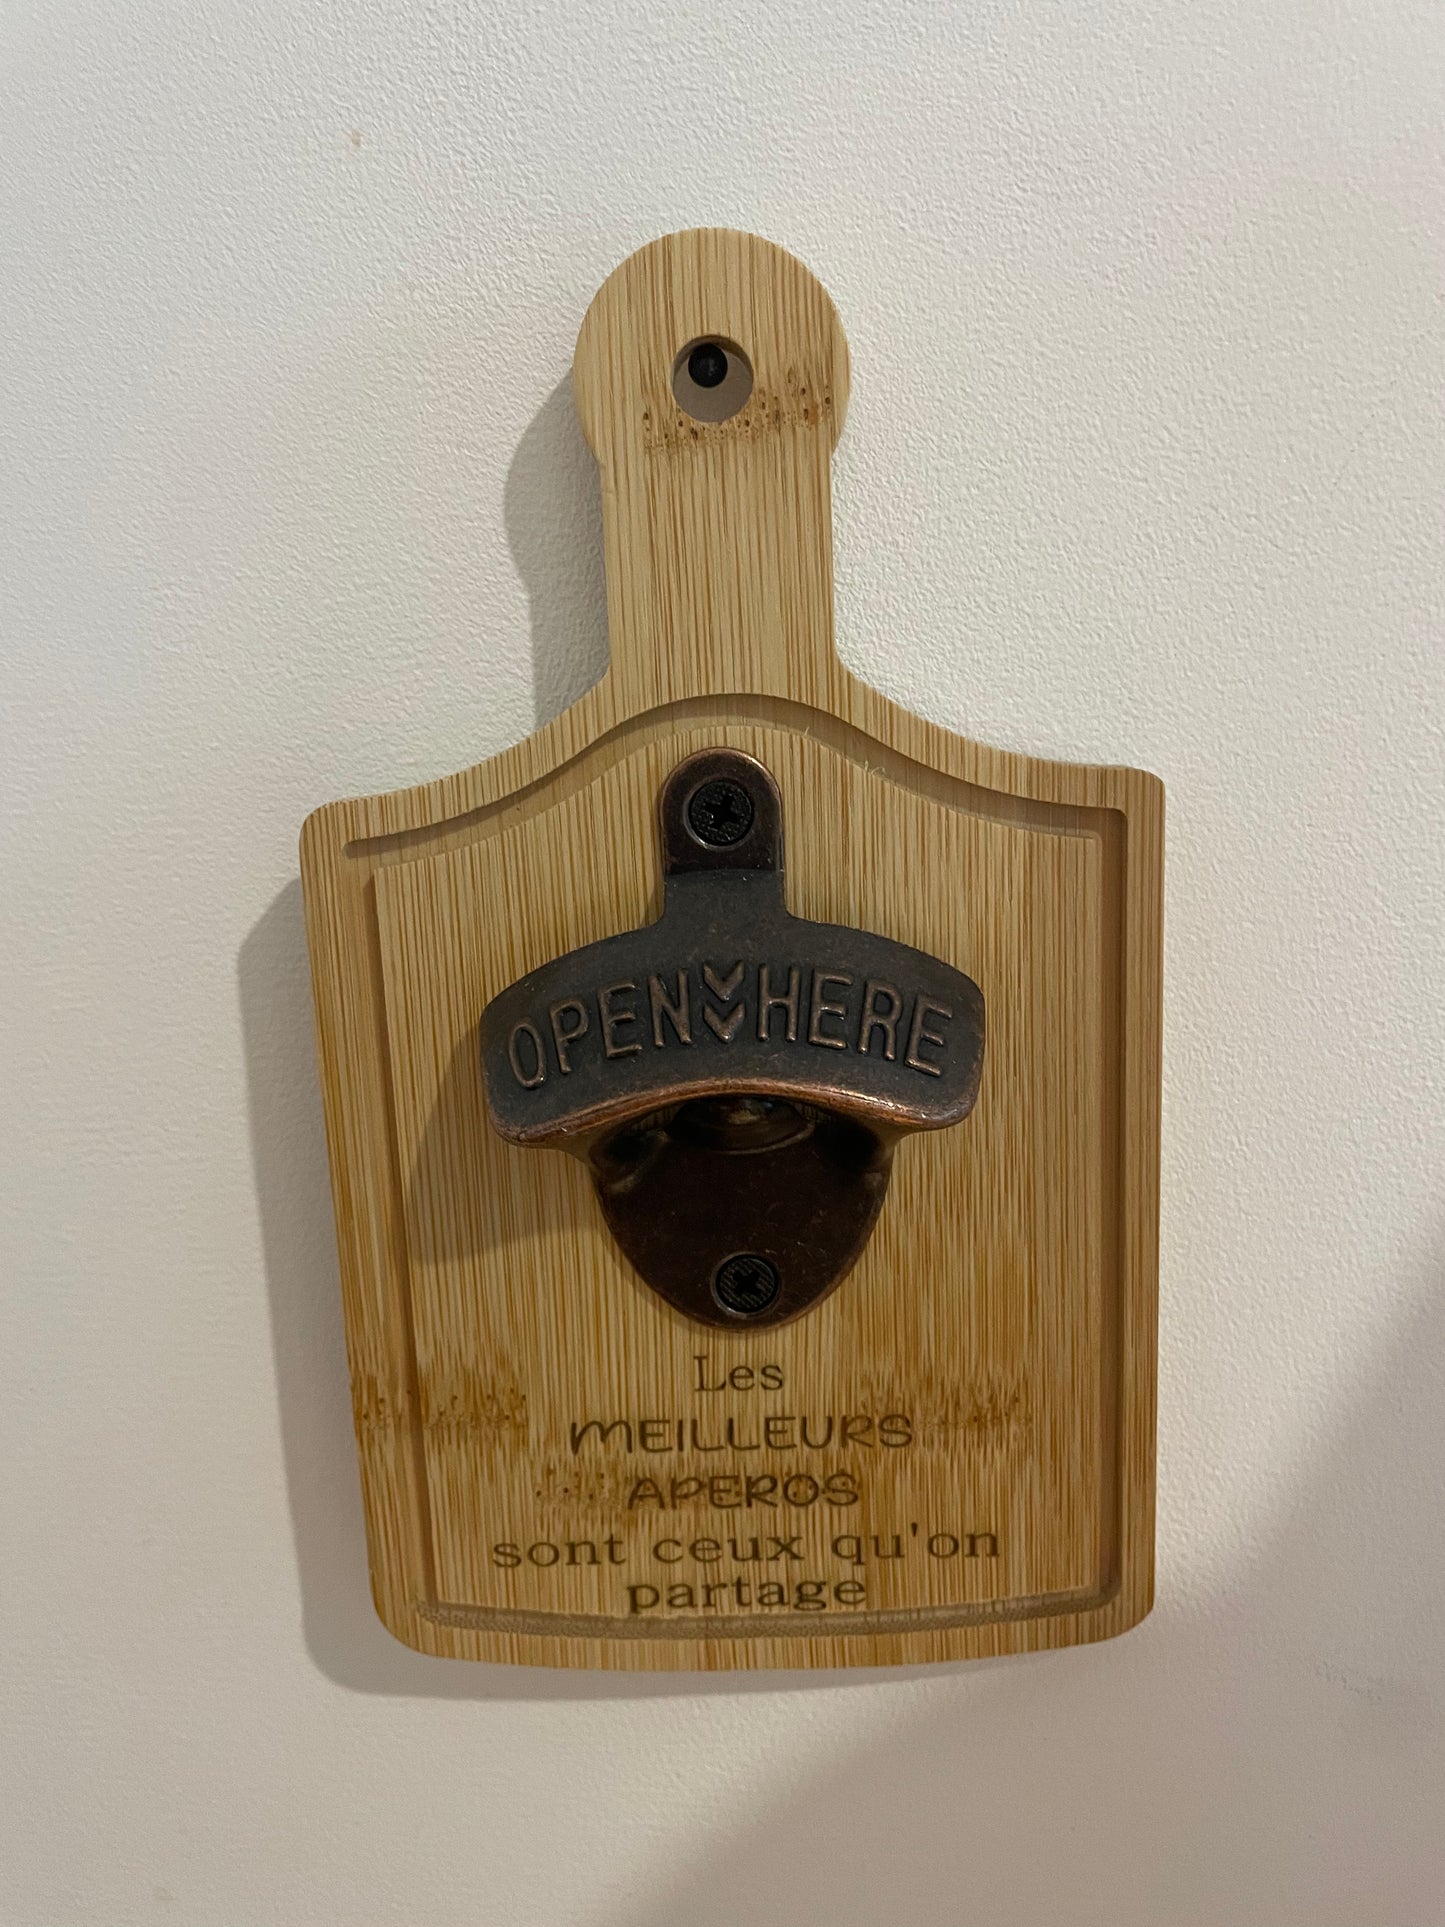 OPEN HERE
Les
MEILLEURS
APEROS
sont ceux qu'on
partage